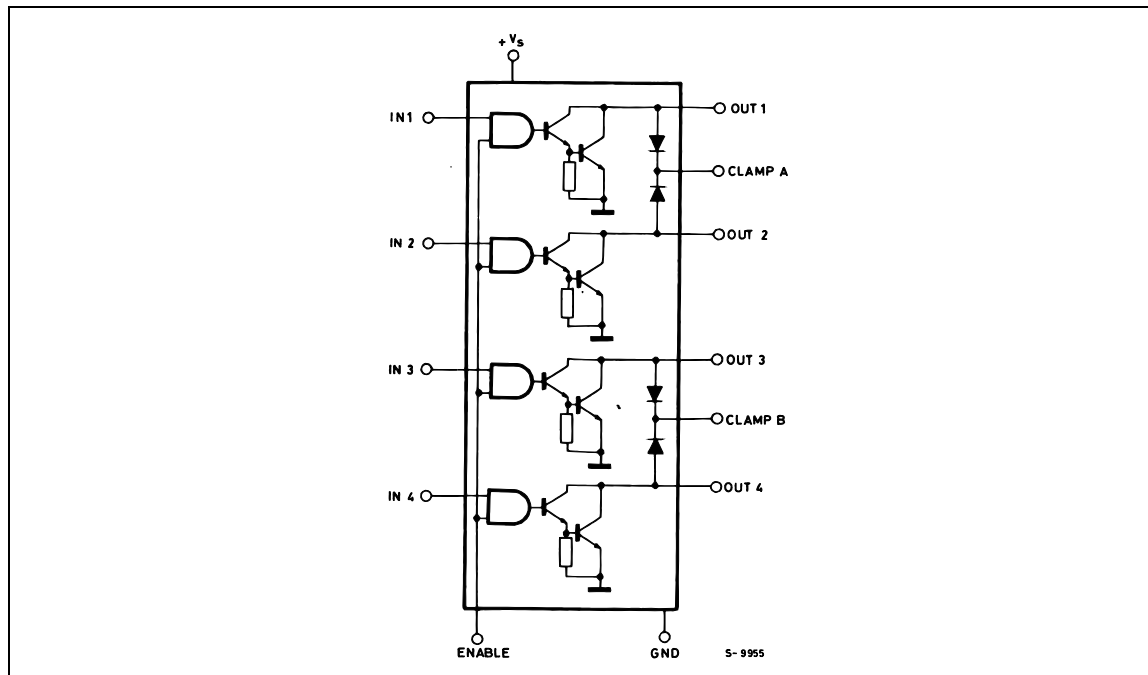 + Vs
IN1
OUT 1
CLAMP A
IN 2
OUT 2
IN 3
OUT 3
CLAMP B
IN 4
OUT 4
ENABLE
GND
S- 9955